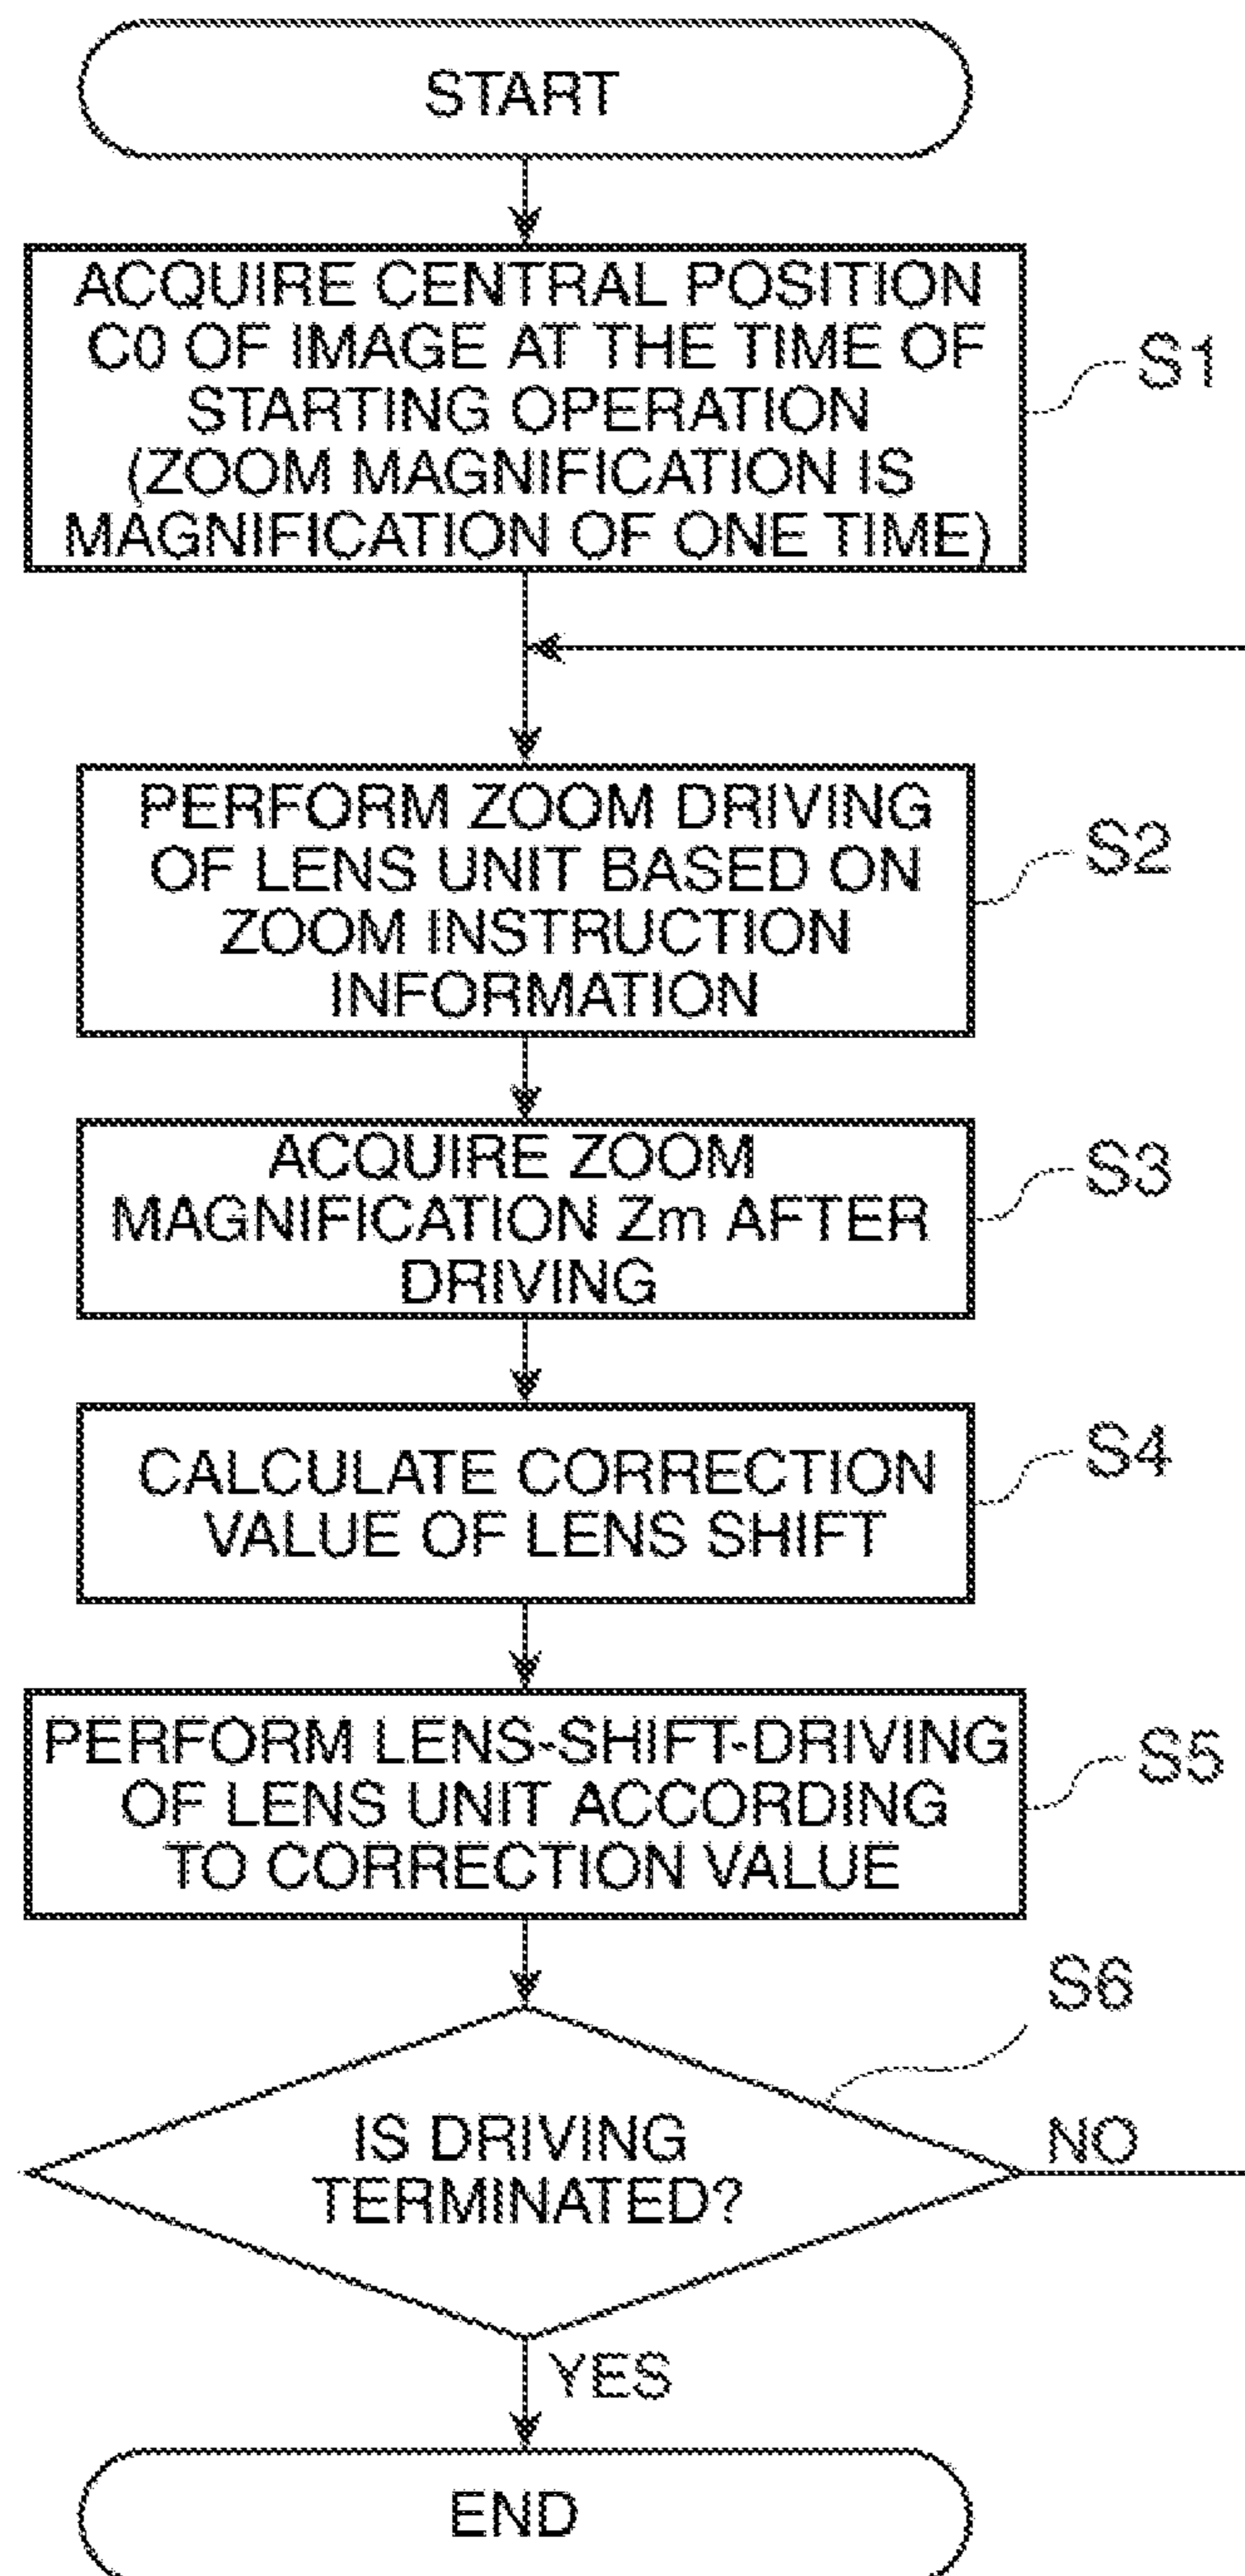 START
ACQUIRE CENTRAL POSITION
C0 OF IMAGE AT THE TIME OF
STARTING OPERATION
(ZOOM MAGNIFICATION IS
MAGNIFICATION OF ONE TIME)
S1
PERFORM ZOOM DRIVING
OF LENS UNIT BASED ON
ZOOM INSTRUCTION
INFORMATION
S2
ACQUIRE ZOOM
MAGNIFICATION Zm AFTER
DRIVING
S3
CALCULATE CORRECTION
VALUE OF LENS SHIFT
S4
PERFORM LENS-SHIFT-DRIVING
OF LENS UNIT ACCORDING
TO CORRECTION VALUE
S5
S6
IS DRIVING
TERMINATED?
NO
YES
END